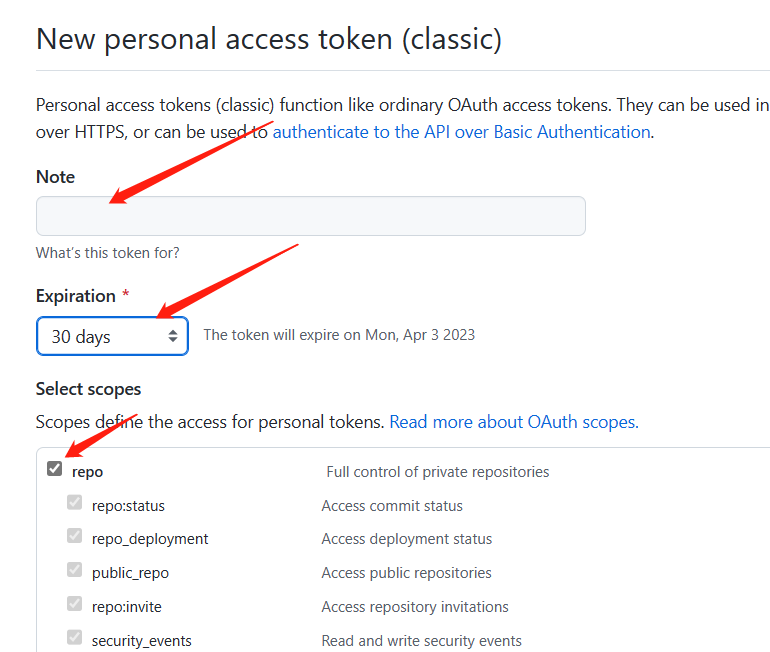 New personal access token (classic)
Personal access tokens (classic) function like ordinary OAuth access tokens. They can be used in
over HTTPS, or can be used to authenticate to the API over Basic Authentication.
Note
What's this token for?
Expiration *
30 days The token will expire on Mon, Apr 3 2023
Select scopes
Scopes define the access for personal tokens. Read more about OAuth scopes.
repo Full control of private repositories
repo:status Access commit status
repo_deployment Access deployment status
public_repo Access public repositories
repo:invite Access repository invitations
security_events Read and write security events